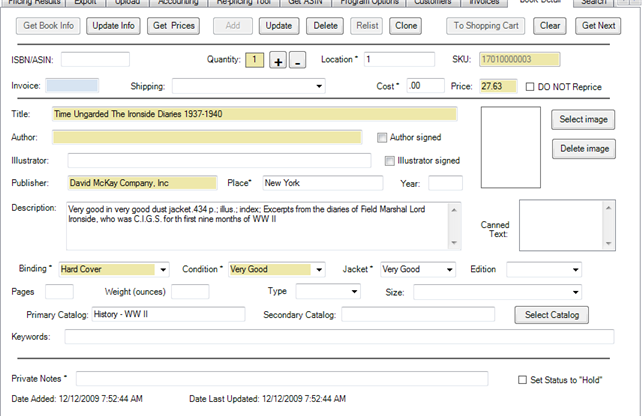 Pricing Results Export Upload Accounting Repricing Tool Get ASIN Program Options Customers Invoices Book Detail Search
Get Book Info Update Info Get Prices Add Update Delete Relist Clone To Shopping Cart Clear Get Next
ISBN/ASIN: Quantity: 1 + - Location * 1 SKU: 17010000003
Invoice: Shipping: Cost * .00 Price: 27.63 DO NOT Reprice
Title: Time Ungarded The Ironside Diaries 1937-1940
Select image
Author: Author signed
Delete image
Illustrator: Illustrator signed
Publisher: David McKay Company, Inc Place* New York Year:
Description: Very good in very good dust jacket.434 p.; illus.; index; Excerpts from the diaries of Field Marshal Lord
Ironside, who was C.I.G.S. for the first nine months of WW II
Canned
Text:
Binding * Hard Cover Condition * Very Good Jacket * Very Good Edition
Pages Weight (ounces) Type Size:
Primary Catalog: History - WW II Secondary Catalog: Select Catalog
Keywords:
Private Notes * Set Status to "Hold"
Date Added: 12/12/2009 7:52:44 AM Date Last Updated: 12/12/2009 7:52:44 AM